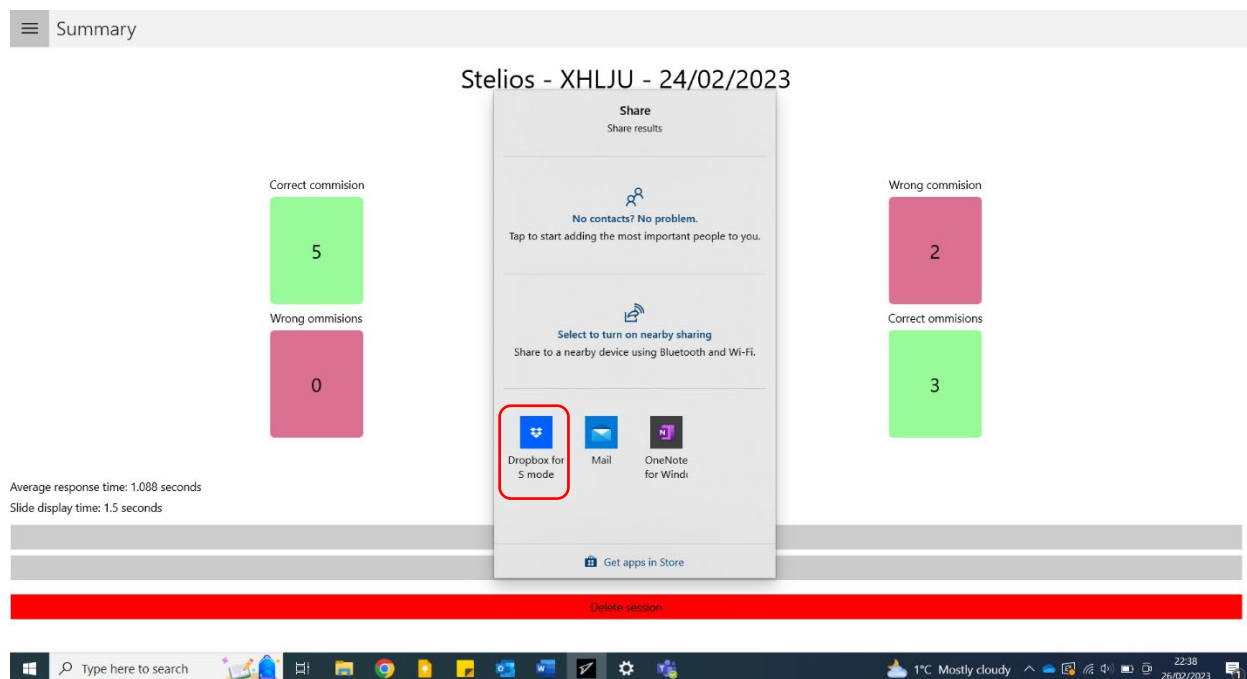 Summary
Stelios - XHLJU - 24/02/2023
Share
Share results
Correct commision
5
Wrong ommisions
0
No contacts? No problem.
Tap to start adding the most important people to you.
Select to turn on nearby sharing
Share to a nearby device using Bluetooth and Wi-Fi.
Dropbox for
S mode
Mail
OneNote
for Windo
Get apps in Store
Wrong commision
2
Correct ommisions
3
Average response time: 1.088 seconds
Slide display time: 1.5 seconds
Delete session
Type here to search
1°C Mostly cloudy
22:38
26/02/2023